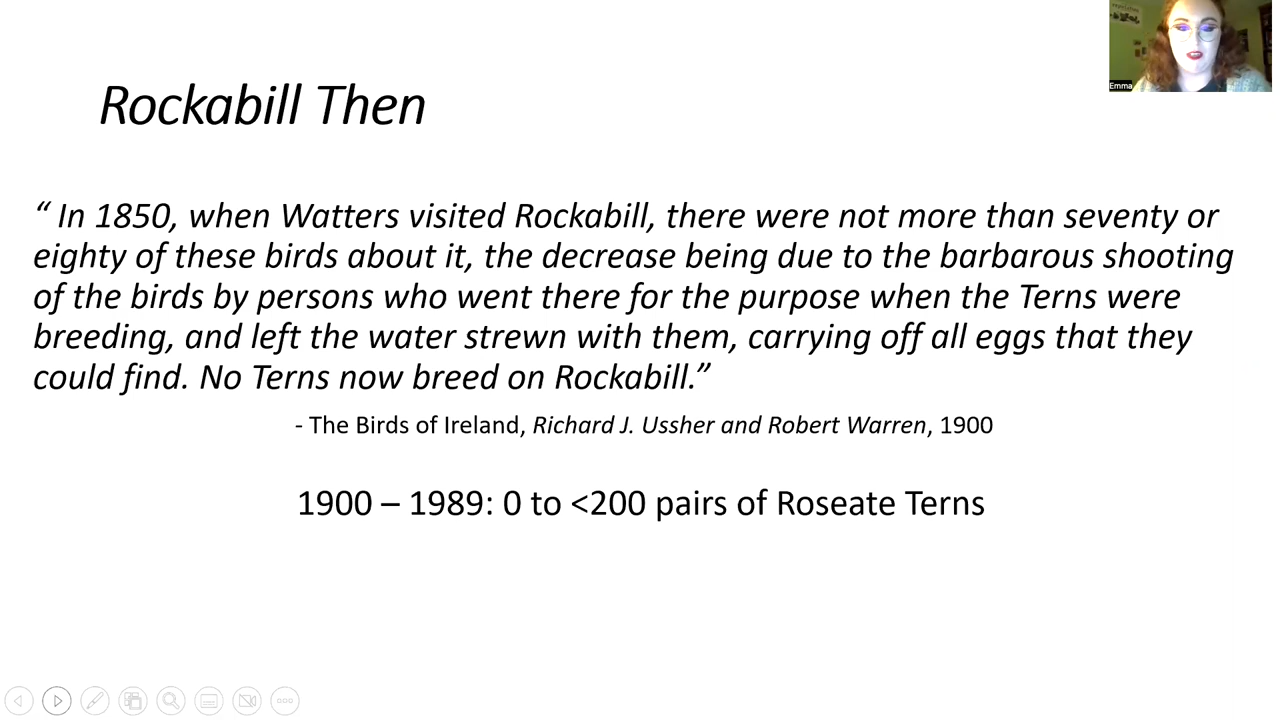 Emma
Rockabill Then
“ In 1850, when Watters visited Rockabill, there were not more than seventy or
eighty of these birds about it, the decrease being due to the barbarous shooting
of the birds by persons who went there for the purpose when the Terns were
breeding, and left the water strewn with them, carrying off all eggs that they
could find. No Terns now breed on Rockabill.”
- The Birds of Ireland, Richard J. Ussher and Robert Warren, 1900
1900 – 1989: 0 to <200 pairs of Roseate Terns